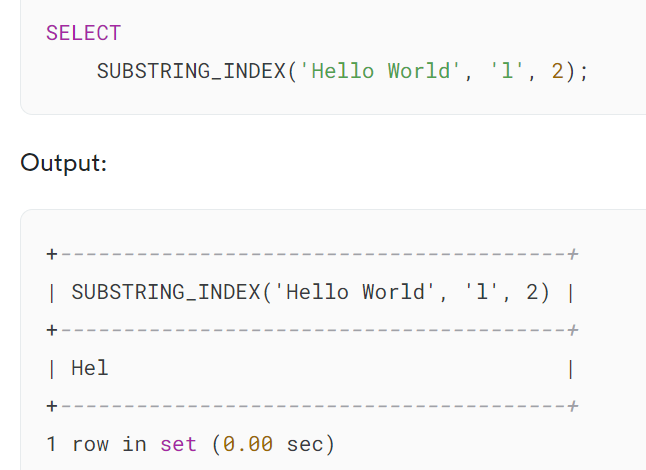 SELECT
    SUBSTRING_INDEX('Hello World', 'l', 2);
Output:
+----------------------------------------+
| SUBSTRING_INDEX('Hello World', 'l', 2) |
+----------------------------------------+
| Hel                                    |
+----------------------------------------+
1 row in set (0.00 sec)